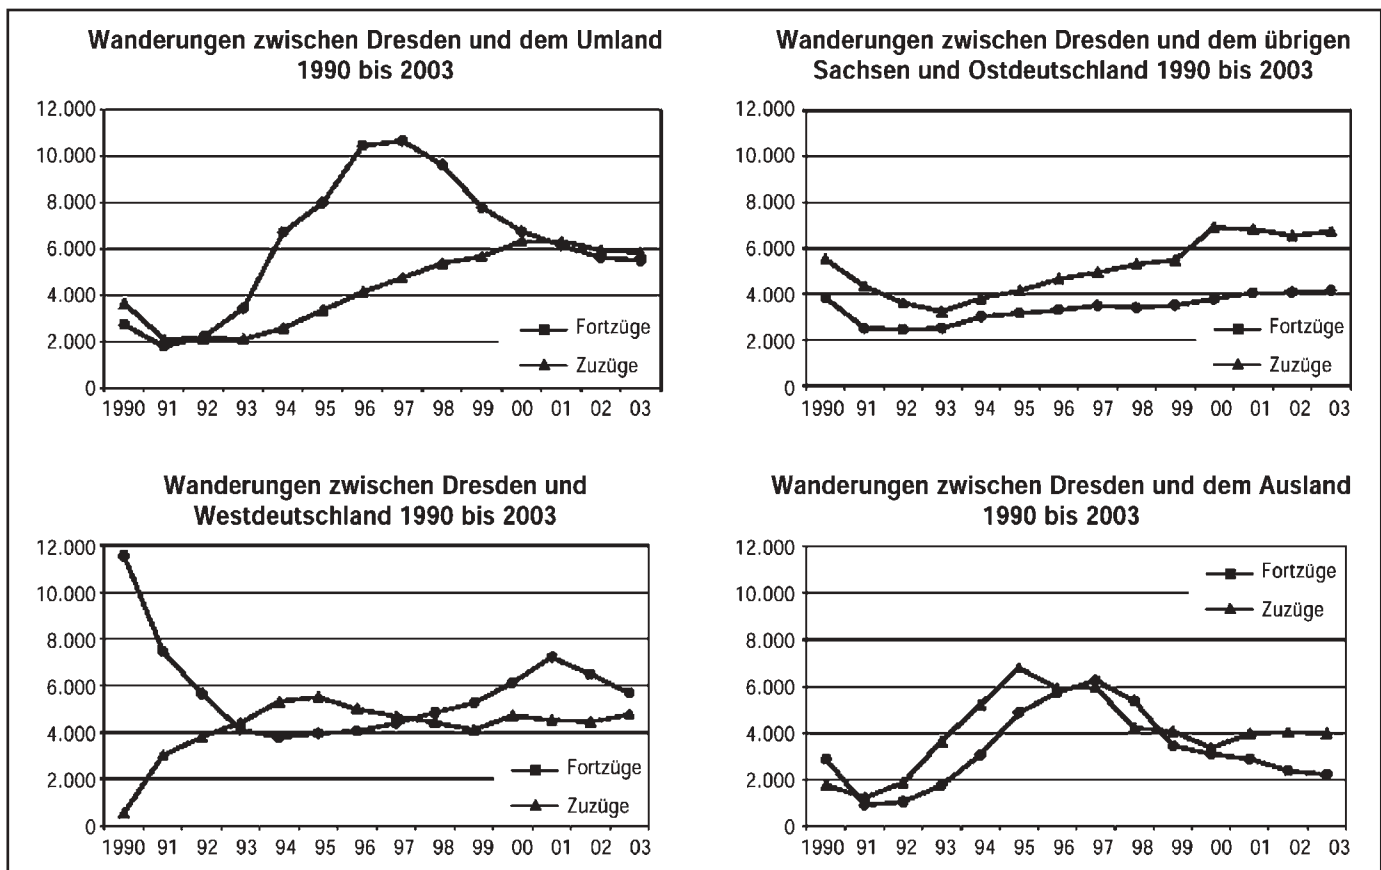 Wanderungen zwischen Dresden und dem Umland
1990 bis 2003
12.000
10.000
8.000
6.000
4.000
2.000
0
Fortzüge
Zuzüge
1990 91 92 93 94 95 96 97 98 99 00 01 02 03
Wanderungen zwischen Dresden und dem übrigen
Sachsen und Ostdeutschland 1990 bis 2003
12.000
10.000
8.000
6.000
4.000
2.000
0
Fortzüge
Zuzüge
1990 91 92 93 94 95 96 97 98 99 00 01 02 03
Wanderungen zwischen Dresden und
Westdeutschland 1990 bis 2003
12.000
10.000
8.000
6.000
4.000
2.000
0
Fortzüge
Zuzüge
1990 91 92 93 94 95 96 97 98 99 00 01 02 03
Wanderungen zwischen Dresden und dem Ausland
1990 bis 2003
12.000
10.000
8.000
6.000
4.000
2.000
0
Fortzüge
Zuzüge
1990 91 92 93 94 95 96 97 98 99 00 01 02 03